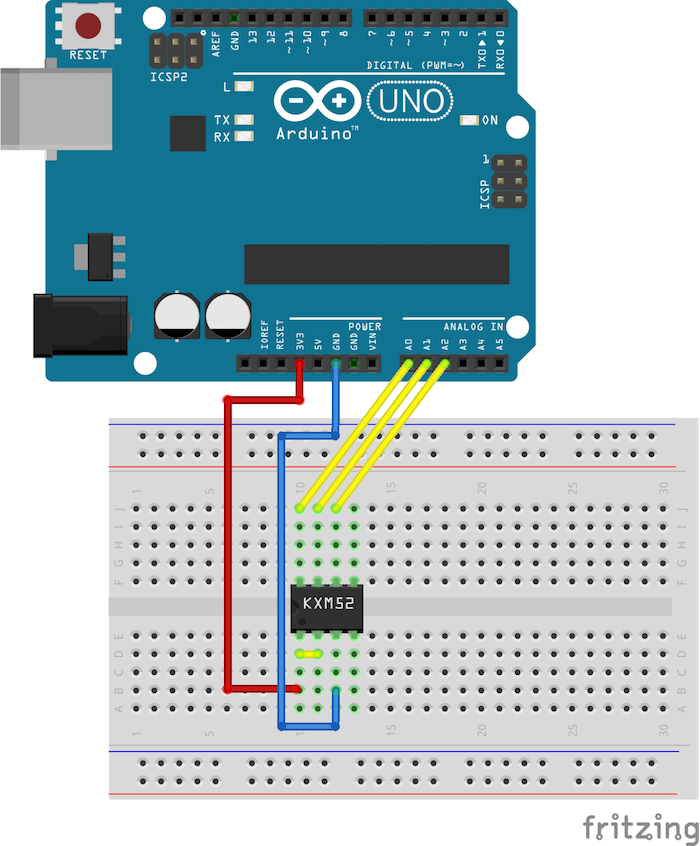 RESET
ICSP2
AREF
GND
13
12
~11
~10
~9
8
7
~6
~5
4
~3
2
TX0▶1
RX0◀0
DIGITAL (PWM=~)
L
TX
RX
Arduino™
UNO
ON
1
ICSP
POWER
ANALOG IN
IOREF
RESET
3V3
5V
GND
GND
VIN
A0
A1
A2
A3
A4
A5
1
5
10
15
20
25
30
J
I
H
G
F
J
I
H
G
F
KXM52
E
D
C
B
A
E
D
C
B
A
1
5
1
15
20
25
30
fritzing